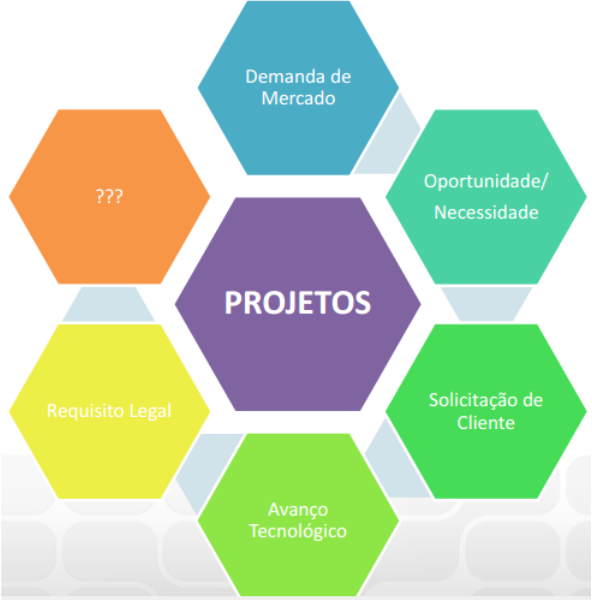 Demanda de
Mercado
Oportunidade/
Necessidade
???
PROJETOS
Solicitação de
Cliente
Requisito Legal
Avanço
Tecnológico